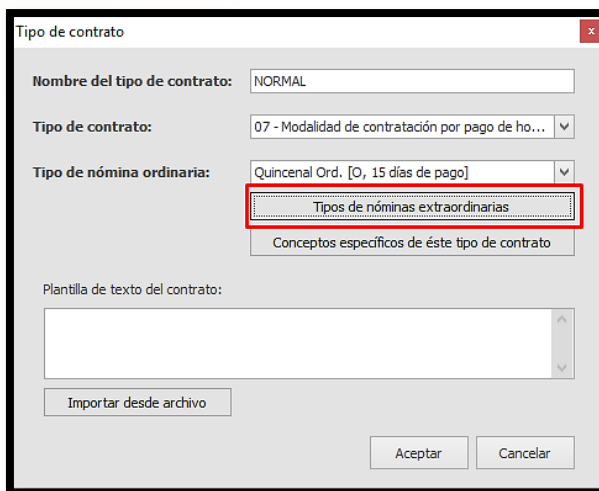 Tipo de contrato
x
Nombre del tipo de contrato: NORMAL
Tipo de contrato: 07 - Modalidad de contratación por pago de ho...
Tipo de nómina ordinaria: Quincenal Ord. [O, 15 días de pago]
Tipos de nóminas extraordinarias
Conceptos específicos de éste tipo de contrato
Plantilla de texto del contrato:
Importar desde archivo
Aceptar Cancelar